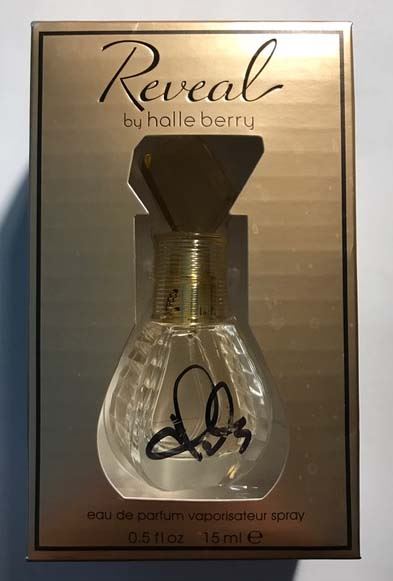 Reveal
by halle berry
eau de parfum vaporisateur spray
0.5 fl oz 15 ml ℮